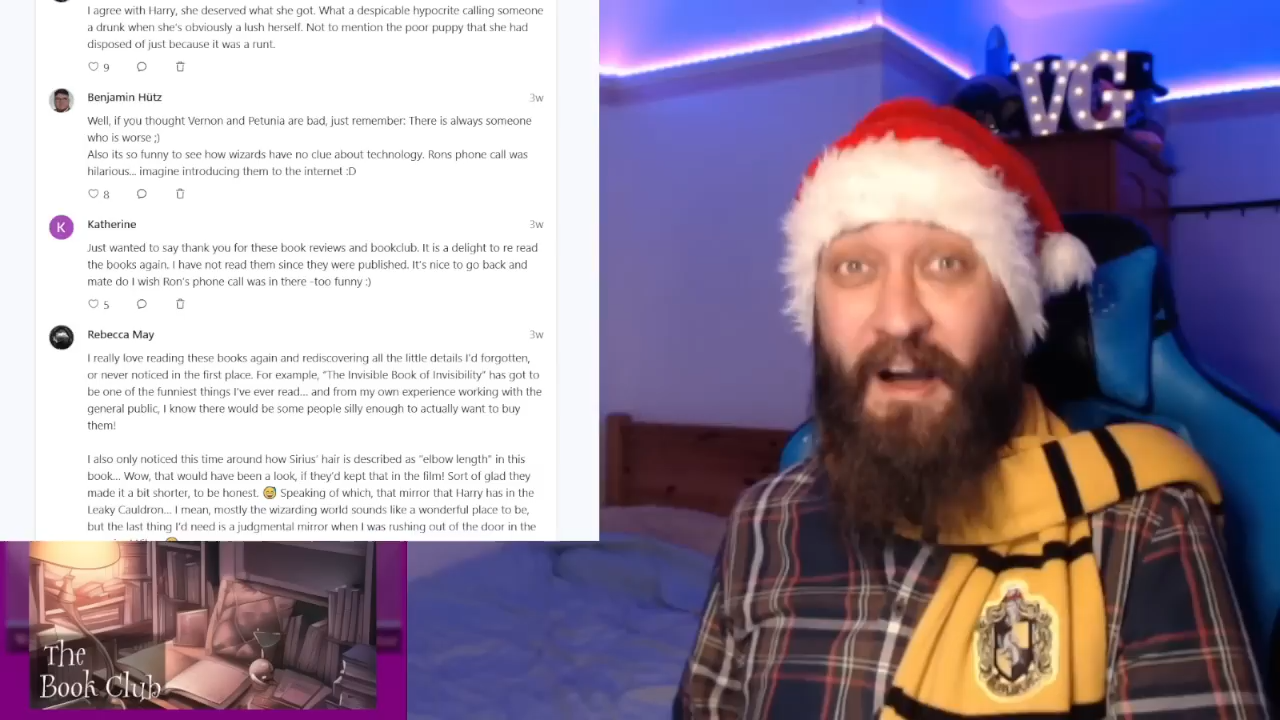 I agree with Harry, she deserved what she got. What a despicable hypocrite calling someone
a drunk when she's obviously a lush herself. Not to mention the poor puppy that she had
disposed of just because it was a runt.
9
Benjamin Hütz
3w
Well, if you thought Vernon and Petunia are bad, just remember: There is always someone
who is worse ;)
Also its so funny to see how wizards have no clue about technology. Rons phone call was
hilarious... imagine introducing them to the internet :D
8
K
Katherine
3w
Just wanted to say thank you for these book reviews and bookclub. It is a delight to re read
the books again. I have not read them since they were published. It's nice to go back and
mate do I wish Ron's phone call was in there -too funny :)
5
Rebecca May
3w
I really love reading these books again and rediscovering all the little details I'd forgotten,
or never noticed in the first place. For example, "The Invisible Book of Invisibility" has got to
be one of the funniest things I've ever read... and from my own experience working with the
general public, I know there would be some people silly enough to actually want to buy
them!
I also only noticed this time around how Sirius' hair is described as "elbow length" in this
book... Wow, that would have been a look, if they'd kept that in the film! Sort of glad they
made it a bit shorter, to be honest. 😅 Speaking of which, that mirror that Harry has in the
Leaky Cauldron... I mean, mostly the wizarding world sounds like a wonderful place to be,
but the last thing I'd need is a judgmental mirror when I was rushing out of the door in the
The
Book Club
VG